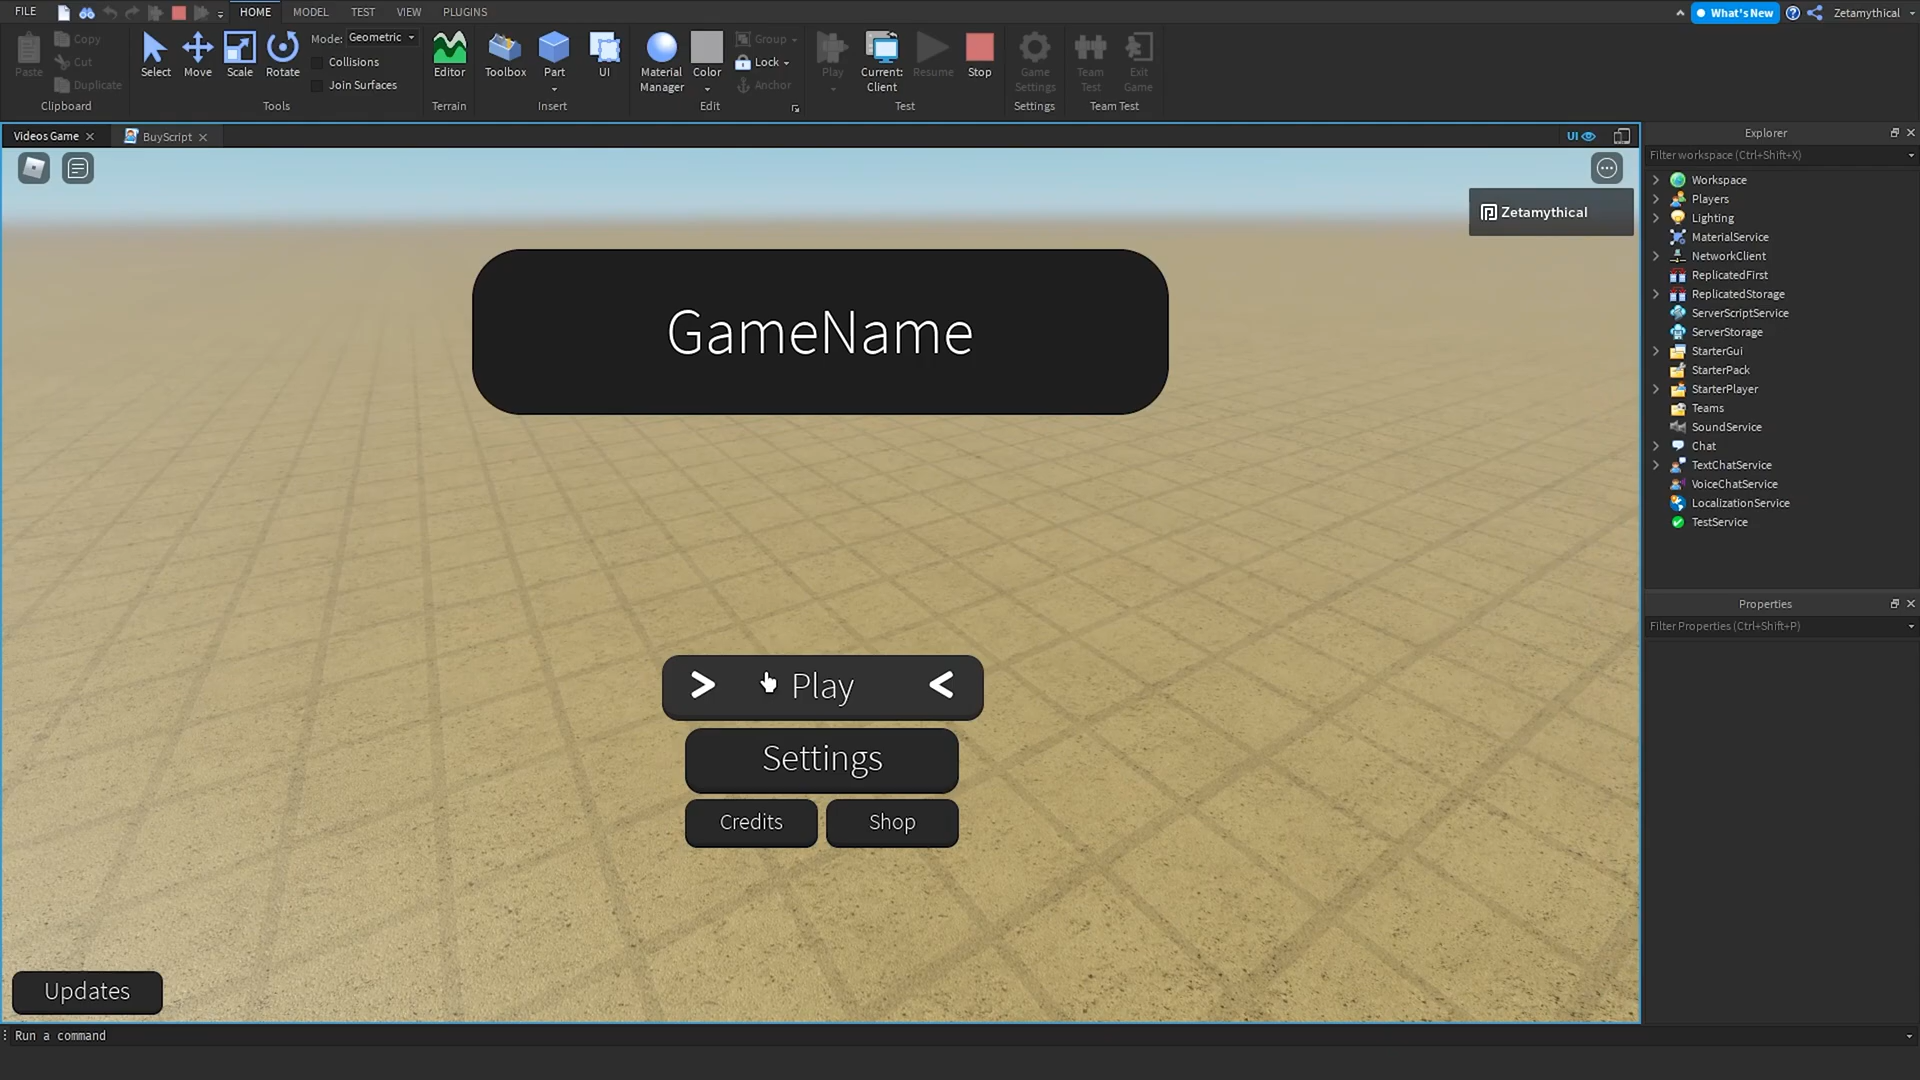 FILE HOME MODEL TEST VIEW PLUGINS What's New Zetamythical
Paste Copy Cut Duplicate Clipboard
Select Move Scale Rotate Mode: Geometric Collisions Join Surfaces Tools
Editor Terrain
Toolbox Part UI Insert
Material Manager Color Group Lock Anchor Edit
Play Current: Client Resume Stop Test
Game Settings Settings
Team Test Exit Game Team Test
Videos Game BuyScript UI
Zetamythical
GameName
> Play <
Settings
Credits Shop
Updates
Run a command
Explorer
Filter workspace (Ctrl+Shift+X)
Workspace
Players
Lighting
MaterialService
NetworkClient
ReplicatedFirst
ReplicatedStorage
ServerScriptService
ServerStorage
StarterGui
StarterPack
StarterPlayer
Teams
SoundService
Chat
TextChatService
VoiceChatService
LocalizationService
TestService
Properties
Filter Properties (Ctrl+Shift+P)